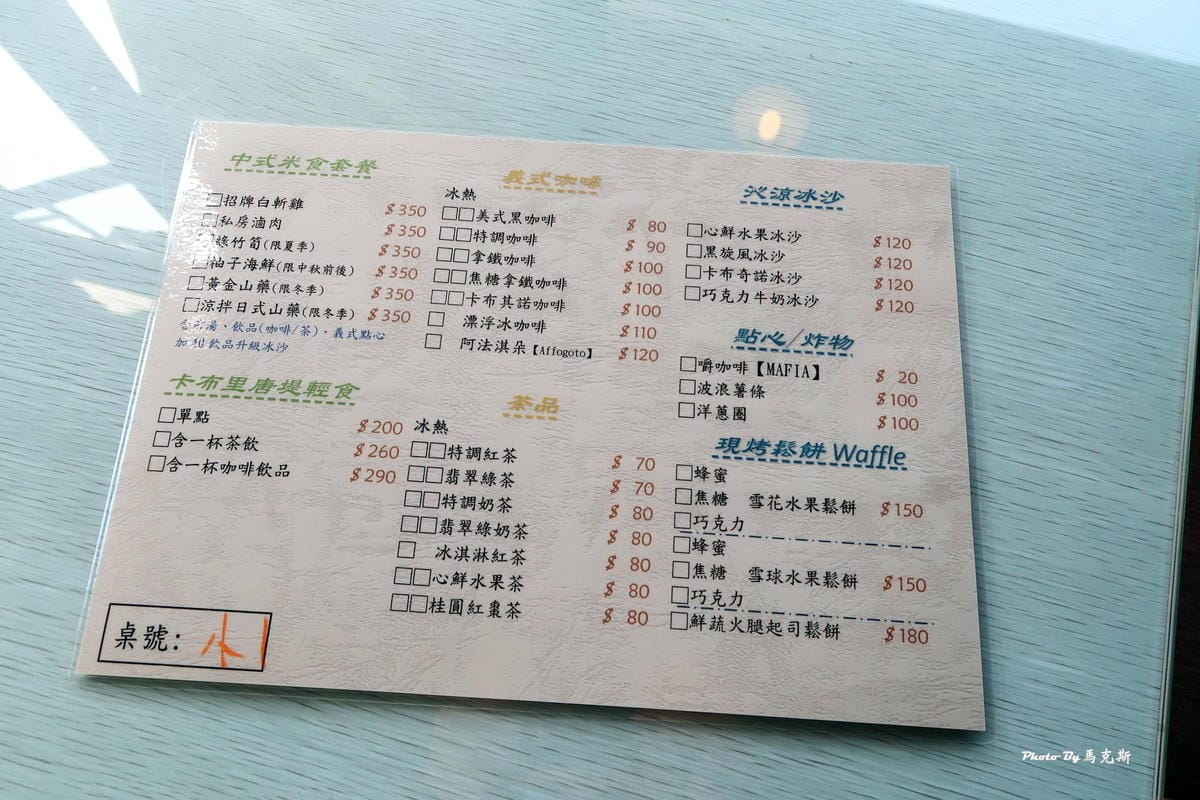 中式米食套餐
□招牌白斬雞 $350
□私房滷肉 $350
竹筍(限夏季) $350
□柚子海鮮(限中秋前後) $350
□黃金山藥(限冬季) $350
□涼拌日式山藥(限冬季) $350
湯、飲品(咖啡/茶)、義式點心
加 飲品升級冰沙
卡布里唐堤輕食
□單點 $200
□含一杯茶飲 $260
□含一杯咖啡飲品 $290
桌號: 水1
義式咖啡
冰熱
□□美式黑咖啡 $ 80
□□特調咖啡 $ 90
□□拿鐵咖啡 $100
□□焦糖拿鐵咖啡 $100
□□卡布其諾咖啡 $100
□ 漂浮冰咖啡 $110
□ 阿法淇朵【Affogoto】 $120
茶品
冰熱
□□特調紅茶 $ 70
□□翡翠綠茶 $ 70
□□特調奶茶 $ 80
□□翡翠綠奶茶 $ 80
□ 冰淇淋紅茶 $ 80
□□心鮮水果茶 $ 80
□□桂圓紅棗茶 $ 80
沁涼冰沙
□心鮮水果冰沙 $120
□黑旋風冰沙 $120
□卡布奇諾冰沙 $120
□巧克力牛奶冰沙 $120
點心/炸物
□嚼咖啡【MAFIA】 $ 20
□波浪薯條 $100
□洋蔥圈 $100
現烤鬆餅 Waffle
□蜂蜜
□焦糖 雪花水果鬆餅 $150
□巧克力
□蜂蜜
□焦糖 雪球水果鬆餅 $150
□巧克力
□鮮蔬火腿起司鬆餅 $180
Photo By 馬克斯